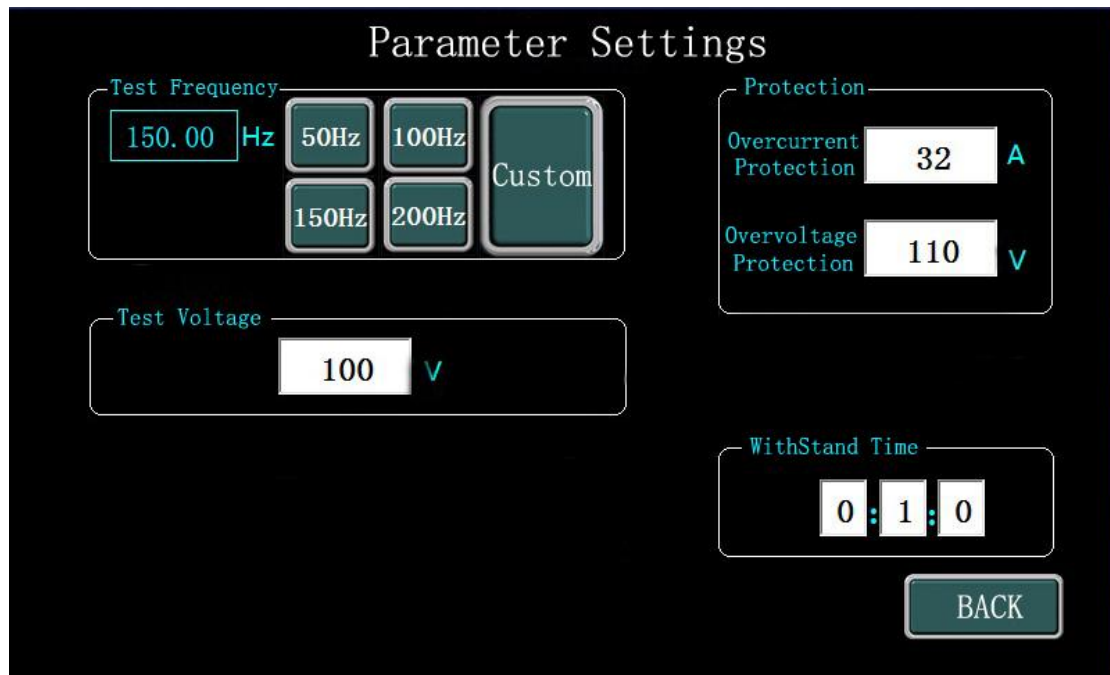 Parameter Settings
Test Frequency
150.00 Hz
50Hz
100Hz
150Hz
200Hz
Custom
Protection
Overcurrent
Protection
32 A
Overvoltage
Protection
110 V
Test Voltage
100 V
WithStand Time
0:1:0
BACK